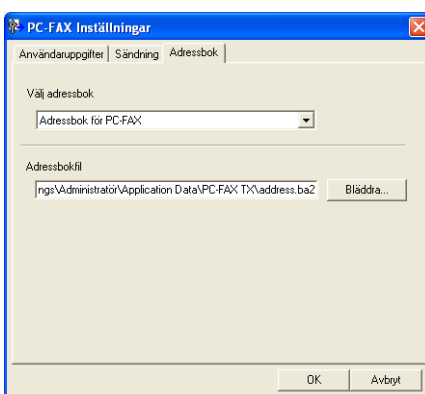 PC-FAX Inställningar
Användaruppgifter Sändning Adressbok
Välj adressbok
Adressbok för PC-FAX
Adressbokfil
ngs\Administratör\Application Data\PC-FAX TX\address.ba2 Bläddra...
OK Avbryt